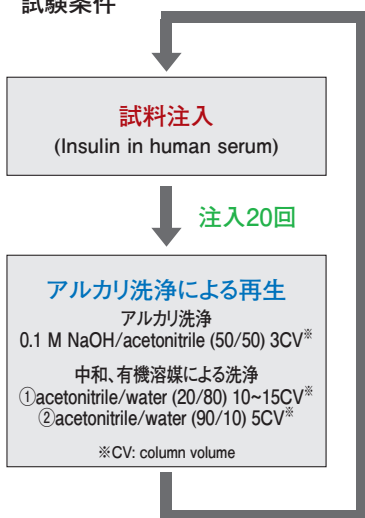 試験条件
試料注入
(Insulin in human serum)
注入20回
アルカリ洗浄による再生
アルカリ洗浄
0.1 M NaOH/acetonitrile (50/50) 3CV※
中和、有機溶媒による洗浄
①acetonitrile/water (20/80) 10~15CV※
②acetonitrile/water (90/10) 5CV※
※CV: column volume